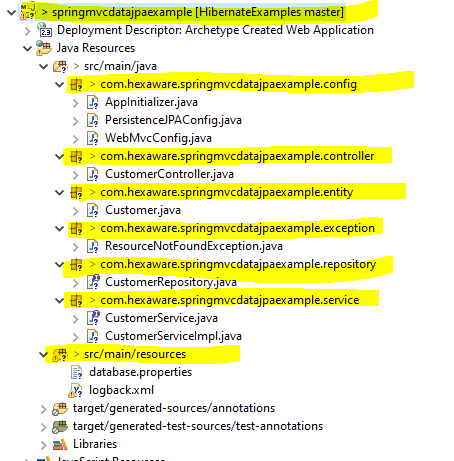 > springmvcdatajpaexample [HibernateExamples master]
Deployment Descriptor: Archetype Created Web Application
Java Resources
> src/main/java
> com.hexaware.springmvcdatajpaexample.config
AppInitializer.java
PersistenceJPAConfig.java
WebMvcConfig.java
> com.hexaware.springmvcdatajpaexample.controller
CustomerController.java
> com.hexaware.springmvcdatajpaexample.entity
Customer.java
> com.hexaware.springmvcdatajpaexample.exception
ResourceNotFoundException.java
> com.hexaware.springmvcdatajpaexample.repository
CustomerRepository.java
> com.hexaware.springmvcdatajpaexample.service
CustomerService.java
CustomerServiceImpl.java
> src/main/resources
database.properties
logback.xml
target/generated-sources/annotations
target/generated-test-sources/test-annotations
Libraries
JavaScript Resources